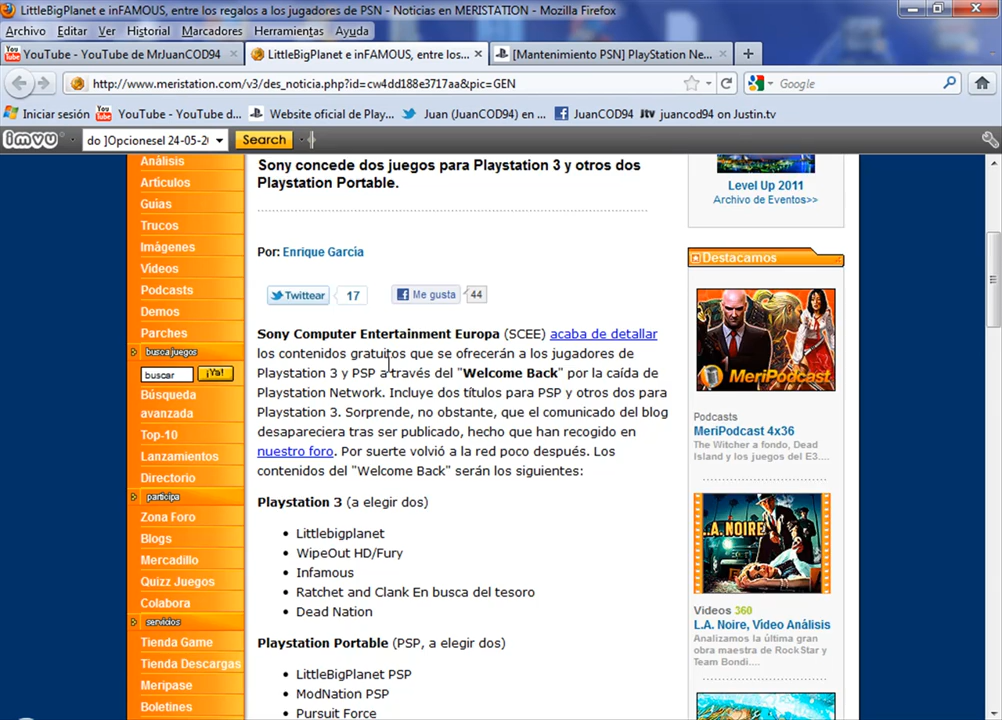 LittleBigPlanet e inFAMOUS, entre los regalos a los jugadores de PSN - Noticias en MERISTATION - Mozilla Firefox
Archivo Editar Ver Historial Marcadores Herramientas Ayuda
YouTube - YouTube de MrJuanCOD94
LittleBigPlanet e inFAMOUS, entre los...
[Mantenimiento PSN] PlayStation Ne...
http://www.meristation.com/v3/des_noticia.php?id=cw4dd188e3717aa&pic=GEN
Google
Iniciar sesión YouTube - YouTube d... Website oficial de Play... Juan (JuanCOD94) en ... JuanCOD94 jtv juancod94 on Justin.tv
imvu do ]Opcionesel 24-05-2( Search
Análisis
Artículos
Guías
Trucos
Imágenes
Videos
Podcasts
Demos
Parches
busca juegos
buscar ¡Ya!
Búsqueda
avanzada
Top-10
Lanzamientos
Directorio
participa
Zona Foro
Blogs
Mercadillo
Quizz Juegos
Colabora
servicios
Tienda Game
Tienda Descargas
Meripase
Boletines
Sony concede dos juegos para Playstation 3 y otros dos
Playstation Portable.
Por: Enrique García
Twittear 17 Me gusta 44
Sony Computer Entertainment Europa (SCEE) acaba de detallar
los contenidos gratuitos que se ofrecerán a los jugadores de
Playstation 3 y PSP a través del "Welcome Back" por la caída de
Playstation Network. Incluye dos títulos para PSP y otros dos para
Playstation 3. Sorprende, no obstante, que el comunicado del blog
desapareciera tras ser publicado, hecho que han recogido en
nuestro foro. Por suerte volvió a la red poco después. Los
contenidos del "Welcome Back" serán los siguientes:
Playstation 3 (a elegir dos)
• Littlebigplanet
• WipeOut HD/Fury
• Infamous
• Ratchet and Clank En busca del tesoro
• Dead Nation
Playstation Portable (PSP, a elegir dos)
• LittleBigPlanet PSP
• ModNation PSP
• Pursuit Force
Level Up 2011
Archivo de Eventos>>
Destacamos
MeriPodcast
Podcasts
MeriPodcast 4x36
The Witcher a fondo, Dead
Island y los juegos del E3....
L.A. NOIRE
Videos 360
L.A. Noire, Video Análisis
Analizamos la última gran
obra maestra de RockStar y
Team Bondi....